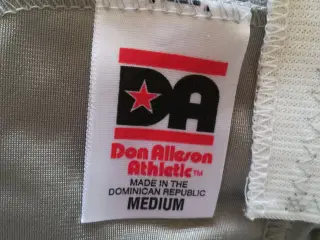 DA
Don Alleson
Athletic™
MADE IN THE
DOMINICAN REPUBLIC
MEDIUM